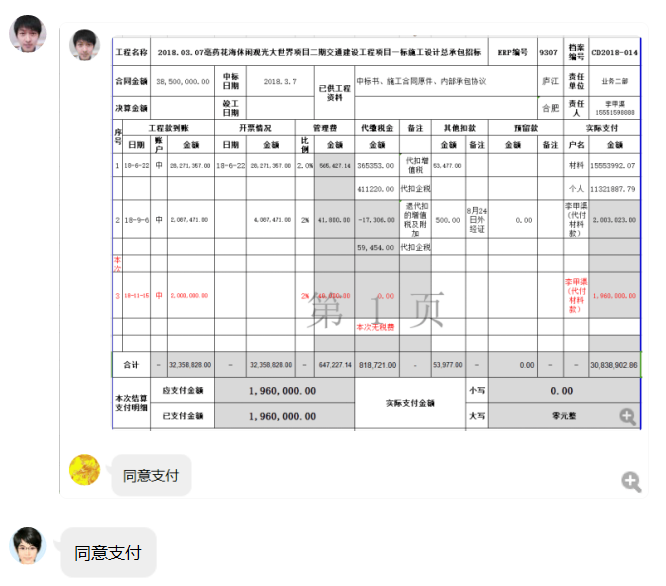 工程名称 2018.03.07亳药花海休闲观光大世界项目二期交道建设工程项目一标施工设计总承包招标 ERP编号 9307 档案编号 CD2018-014
合同金额 38,500,000.00 中标日期 2018.3.7 已供工程资料 中标书、施工合同原件、内部承包协议 庐江 责任单位 业务二部
决算金额 竣工日期 合肥 责任人 李甲渠
序号 工程款到账 开票情况 管理费 代缴税金 备注 其他扣款 预留款 实际支付
日期 账户 金额 日期 金额 比例 金额 金额 金额 备注 金额 备注 户名 金额
1 18-6-22 中 28,271,357.00 18-6-22 28,271,357.00 2.0% 565,427.14 365353.00 代扣增值税 53,477.00 材料 15553992.07
411220.00 代扣企税 个人 11321887.79
2 18-9-6 中 2,087,471.00 4,087,471.00 2% 41,800.00 -17,306.00 退代扣的增值税及附加 500.00 8月24日外经证 0.00 李甲渠(代付材料款) 2,003,023.00
59,454.00 代扣企税
本次
3 18-11-15 中 2,000,000.00 2% 0.00 李甲渠(代付材料款) 1,960,000.00
第 1 页
本次无税费
合计 - 32,358,828.00 - 32,358,828.00 - 647,227.14 818,721.00 - 53,977.00 - 0.00 - - 30,838,902.86
本次结算支付明细 应支付金额 1,960,000.00 实际支付金额 小写 0.00
已支付金额 1,960,000.00 大写 零元整
同意支付
同意支付